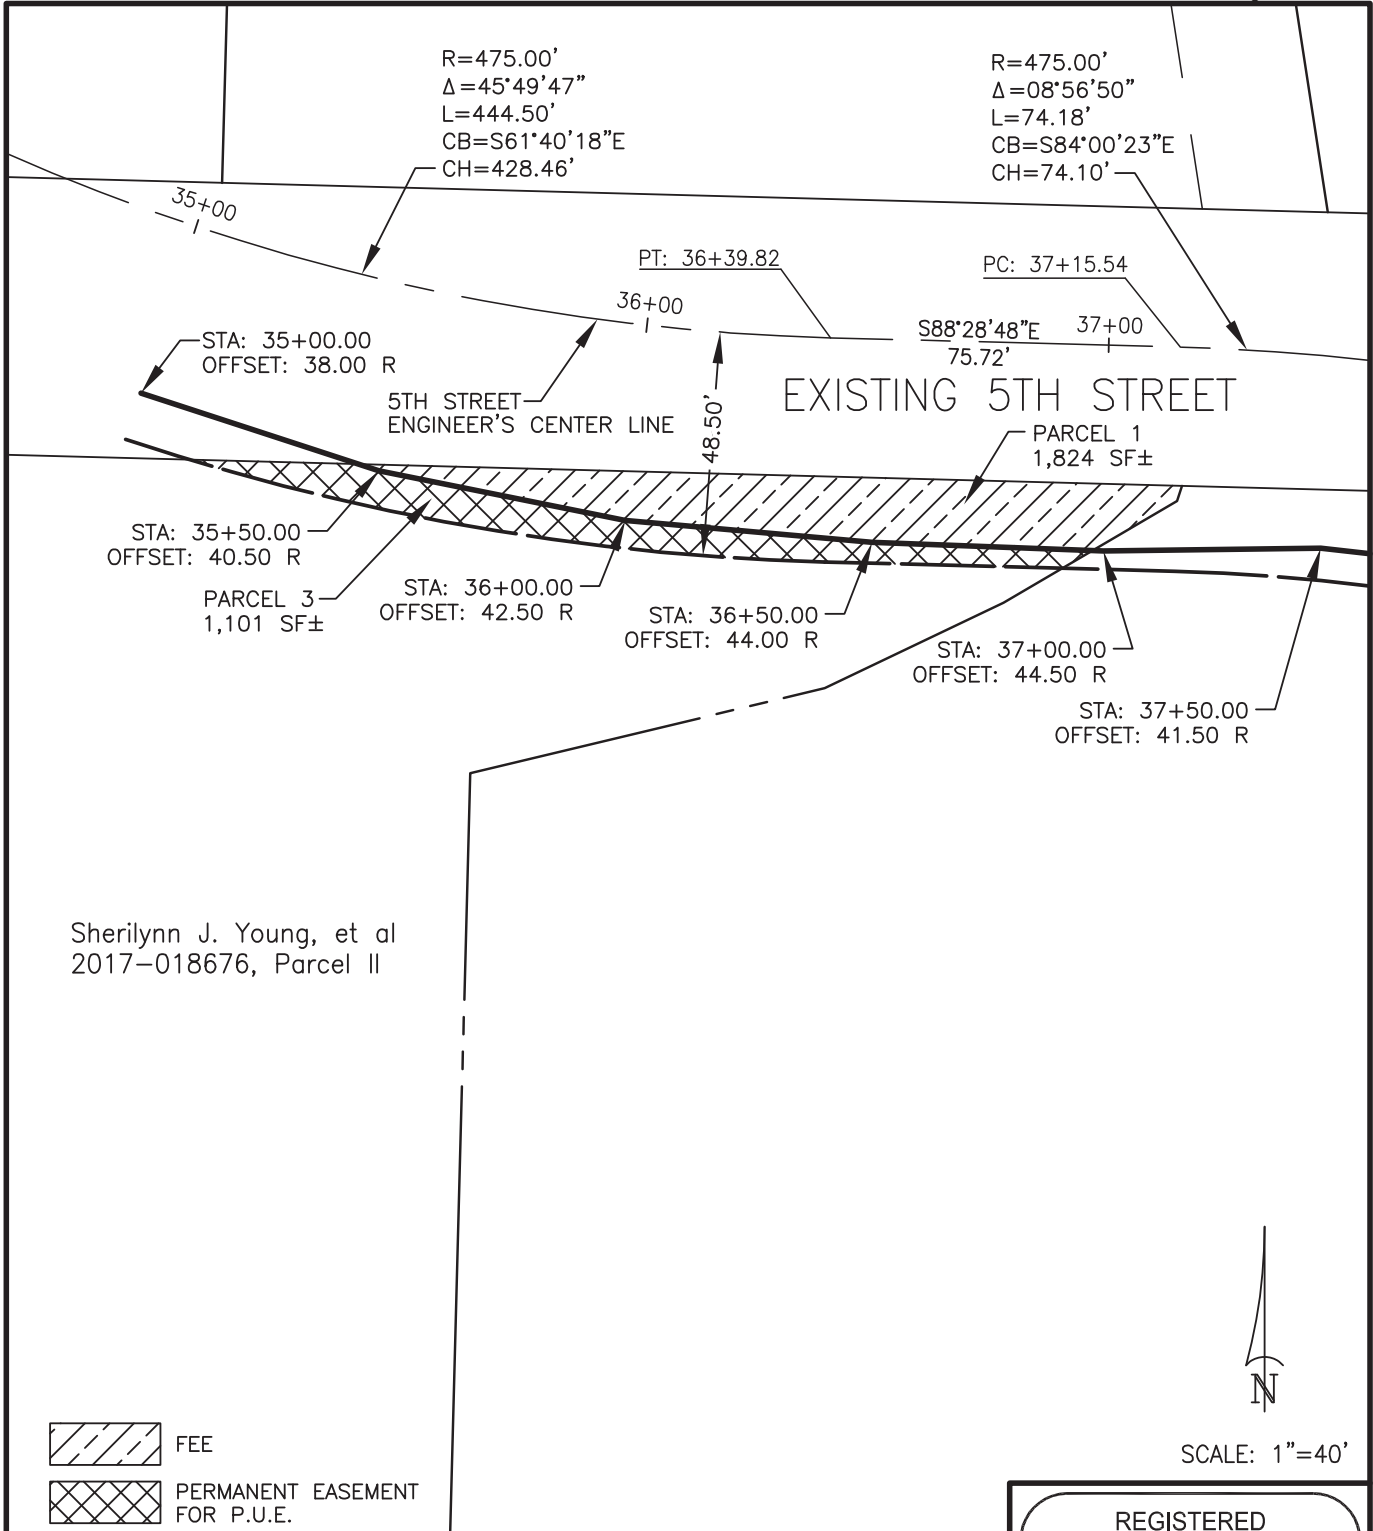 R=475.00’
Δ=45°49’47”
L=444.50’
CB=S61°40’18”E
CH=428.46’
R=475.00’
Δ=08°56’50”
L=74.18’
CB=S84°00’23”E
CH=74.10’
35+00
PT: 36+39.82
PC: 37+15.54
36+00
S88°28’48”E
75.72’
37+00
STA: 35+00.00
OFFSET: 38.00 R
5TH STREET
ENGINEER’S CENTER LINE
48.50’
EXISTING 5TH STREET
PARCEL 1
1,824 SF±
STA: 35+50.00
OFFSET: 40.50 R
PARCEL 3
1,101 SF±
STA: 36+00.00
OFFSET: 42.50 R
STA: 36+50.00
OFFSET: 44.00 R
STA: 37+00.00
OFFSET: 44.50 R
STA: 37+50.00
OFFSET: 41.50 R
Sherilynn J. Young, et al
2017-018676, Parcel II
N
FEE
PERMANENT EASEMENT
FOR P.U.E.
SCALE: 1”=40’
REGISTERED